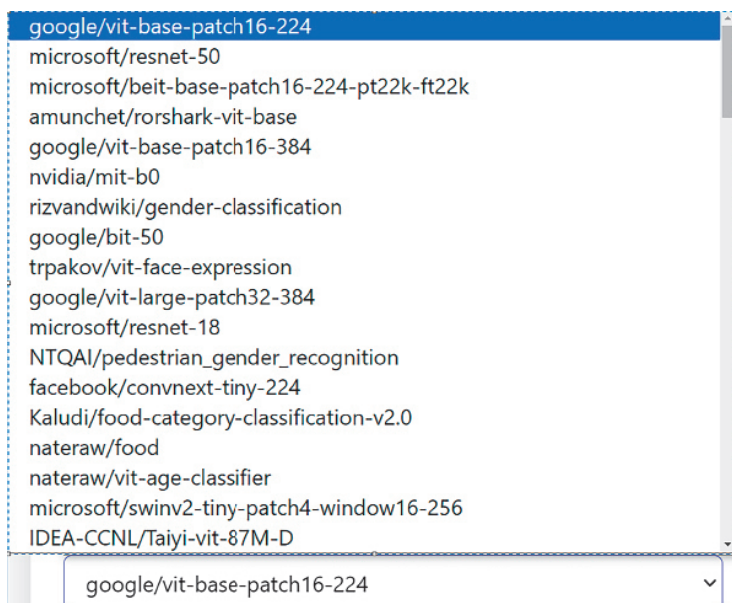 google/vit-base-patch16-224
microsoft/resnet-50
microsoft/beit-base-patch16-224-pt22k-ft22k
amunchet/rorshark-vit-base
google/vit-base-patch16-384
nvidia/mit-b0
rizvandwiki/gender-classification
google/bit-50
trpakov/vit-face-expression
google/vit-large-patch32-384
microsoft/resnet-18
NTQAI/pedestrian_gender_recognition
facebook/convnext-tiny-224
Kaludi/food-category-classification-v2.0
nateraw/food
nateraw/vit-age-classifier
microsoft/swinv2-tiny-patch4-window16-256
IDEA-CCNL/Taiyi-vit-87M-D
google/vit-base-patch16-224